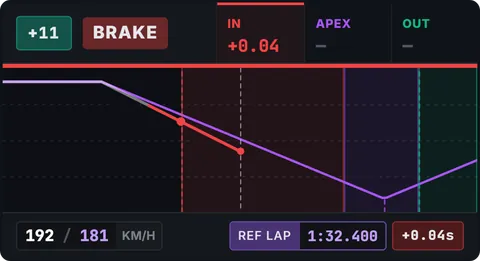 +11 BRAKE
IN APEX OUT
+0.04 – –
192 / 181 KM/H REF LAP 1:32.400 +0.04s